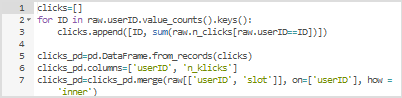 1 clicks=[]
2 for ID in raw.userID.value_counts().keys():
3     clicks.append([ID, sum(raw.n_clicks[raw.userID==ID])])
4
5 clicks_pd=pd.DataFrame.from_records(clicks)
6 clicks_pd.columns=['userID', 'n_klicks']
7 clicks_pd=clicks_pd.merge(raw[['userID', 'slot']], on=['userID'], how =
'inner')